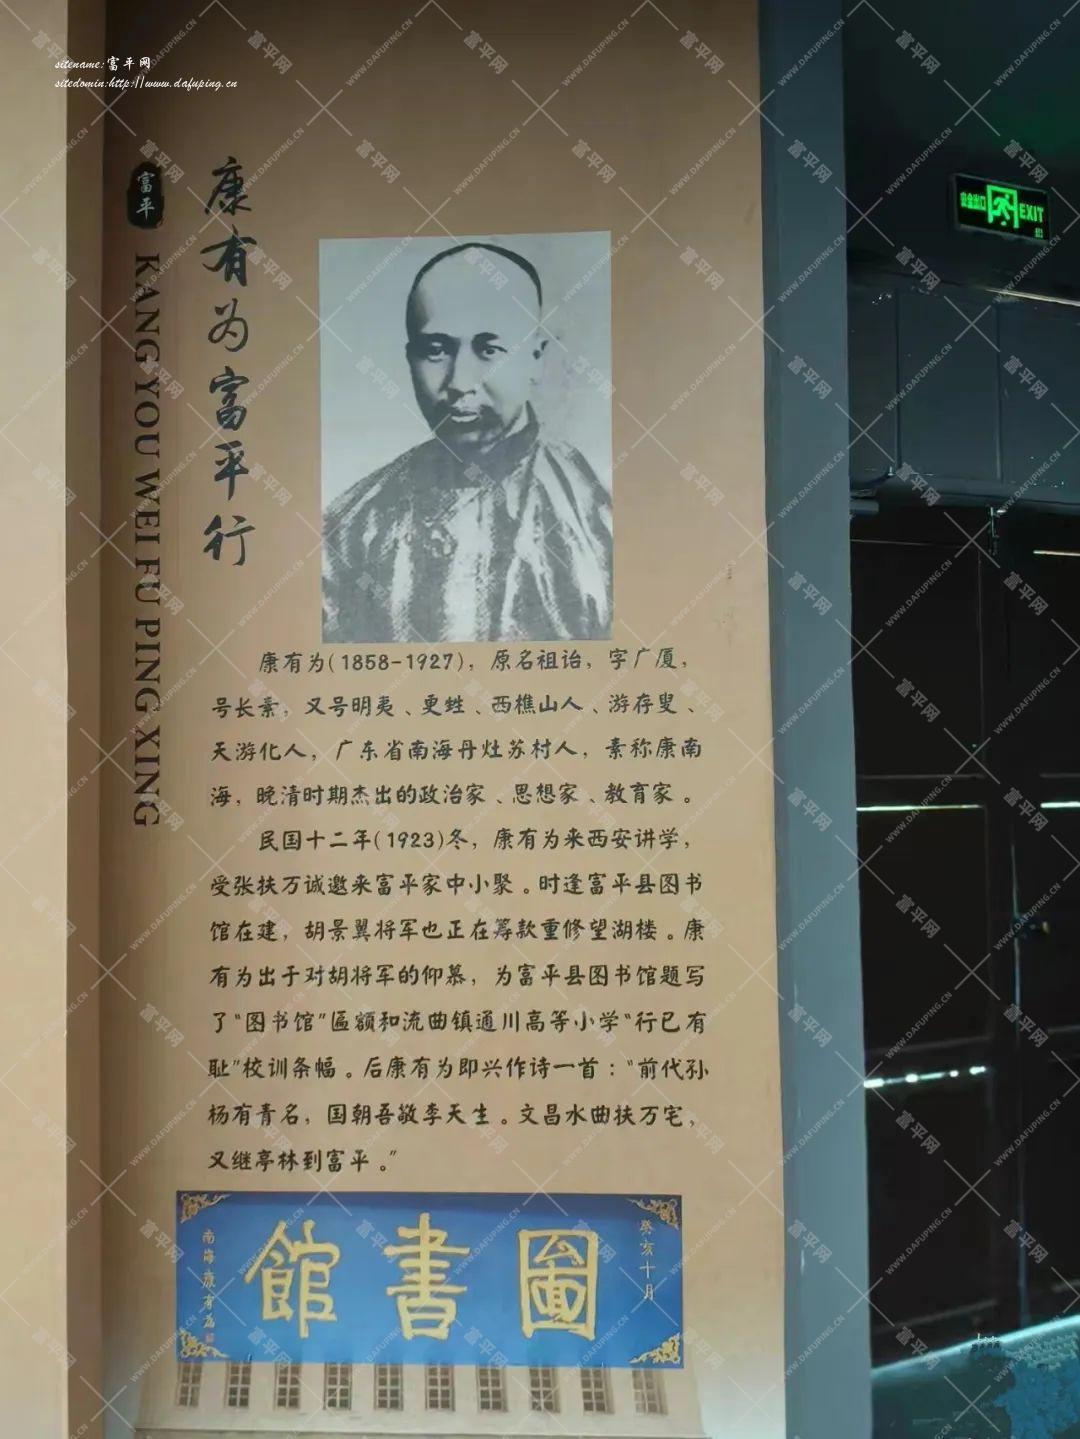 sitename:富平网
sitedomin:http://www.dafuping.cn
富平
康有为富平行
KANG YOU WEI FU PING XING
安全出口 EXIT
康有为(1858-1927)，原名祖诒，字广厦，
号长素，又号明夷、更甡、西樵山人、游存叟、
天游化人，广东省南海丹灶苏村人，素称康南
海，晚清时期杰出的政治家、思想家、教育家。
民国十二年(1923)冬，康有为来西安讲学，
受张扶万诚邀来富平家中小聚。时逢富平县图书
馆在建，胡景翼将军也正在筹款重修望湖楼。康
有为出于对胡将军的仰慕，为富平县图书馆题写
了“图书馆”匾额和流曲镇通川高等小学“行已有
耻”校训条幅。后康有为即兴作诗一首：“前代孙
杨有青名，国朝吾敬李天生。文昌水曲扶万宅，
又继亭林到富平。”
癸亥十月
圖書館
南海康有为
富平网
WWW.DAFUPING.CN